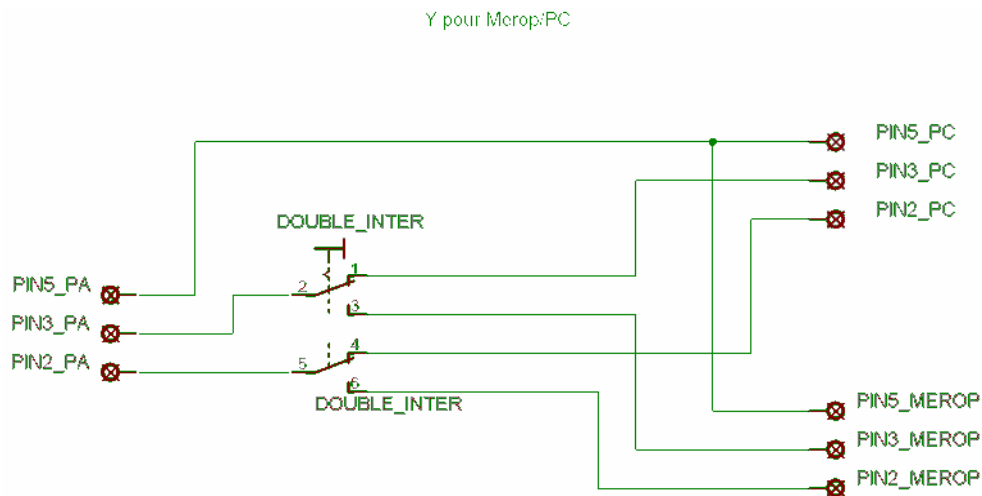 Y pour Merop/PC
PIN5_PC
PIN3_PC
PIN2_PC
DOUBLE_INTER
1
2
3
PIN5_PA
PIN3_PA
PIN2_PA
4
5
6
DOUBLE_INTER
PIN5_MEROP
PIN3_MEROP
PIN2_MEROP